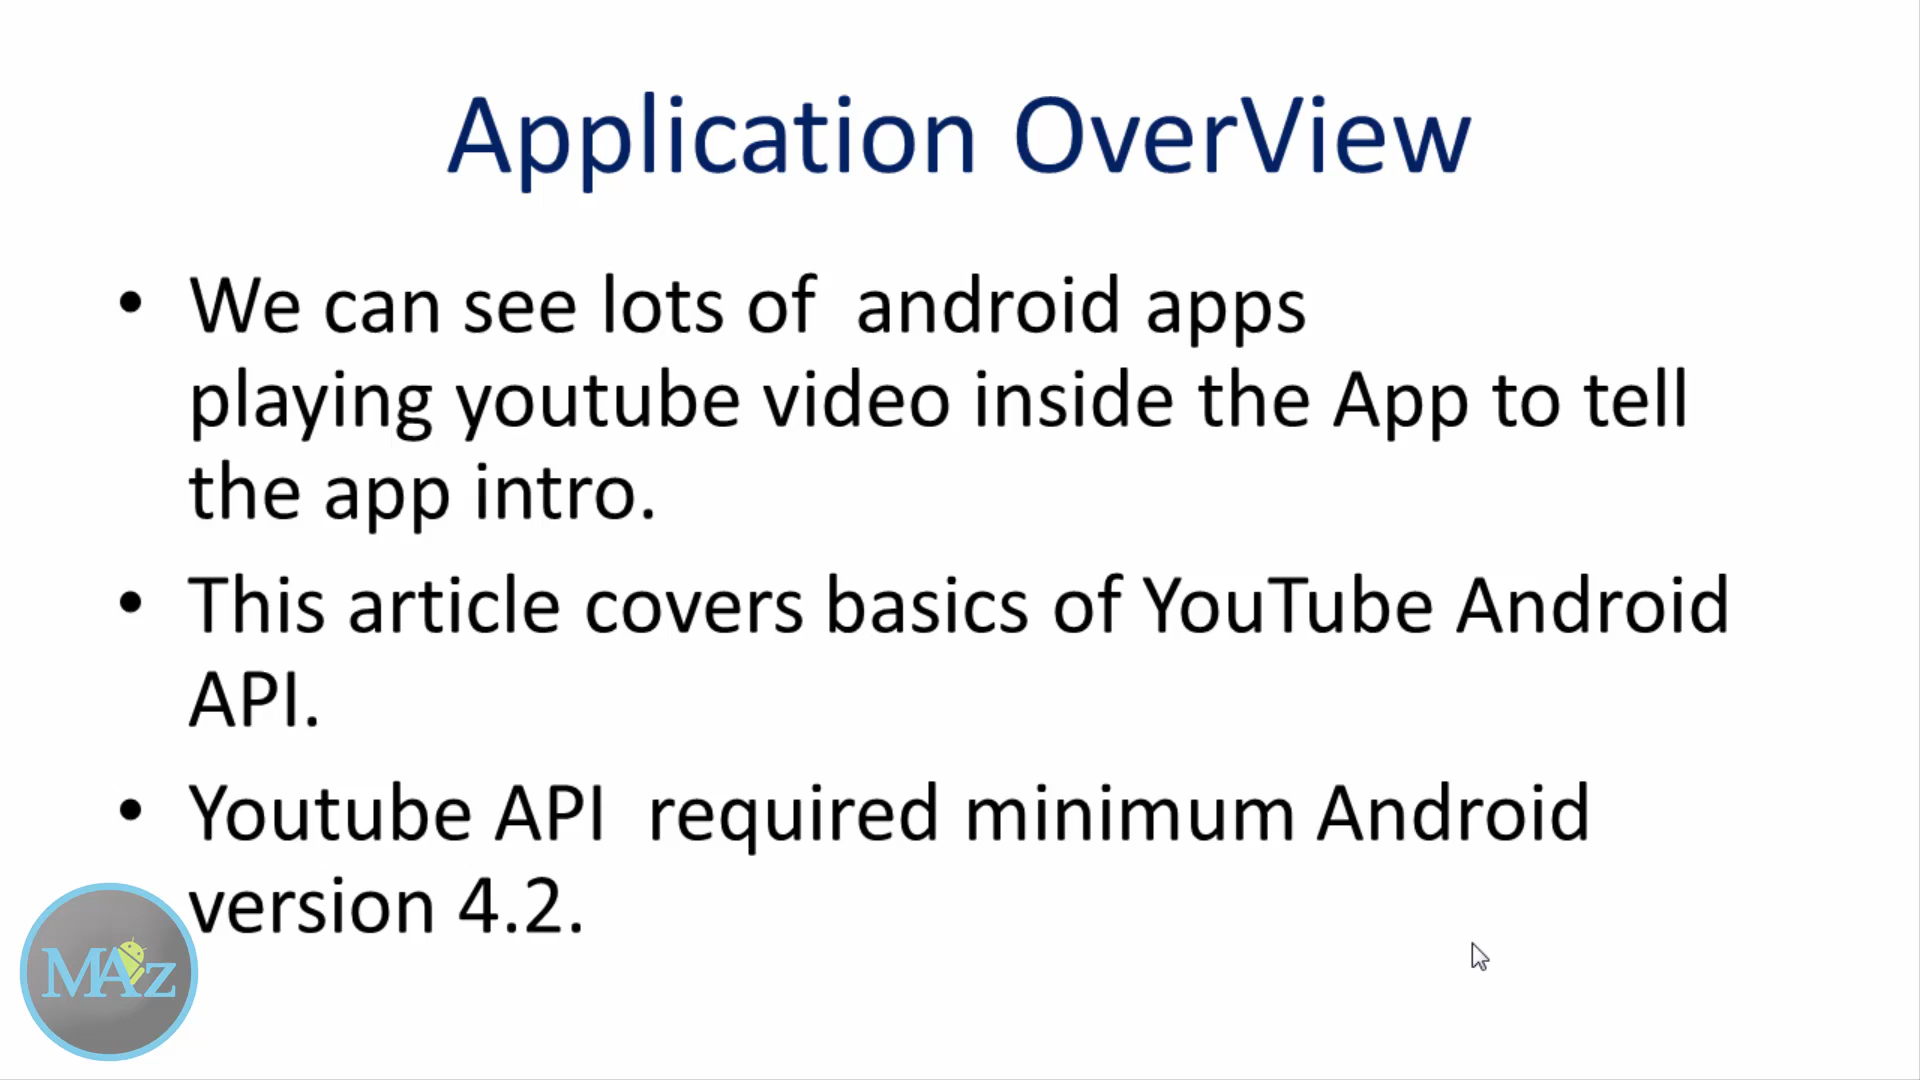 Application OverView
• We can see lots of  android apps
playing youtube video inside the App to tell
the app intro.
• This article covers basics of YouTube Android
API.
• Youtube API  required minimum Android
version 4.2.
MAz